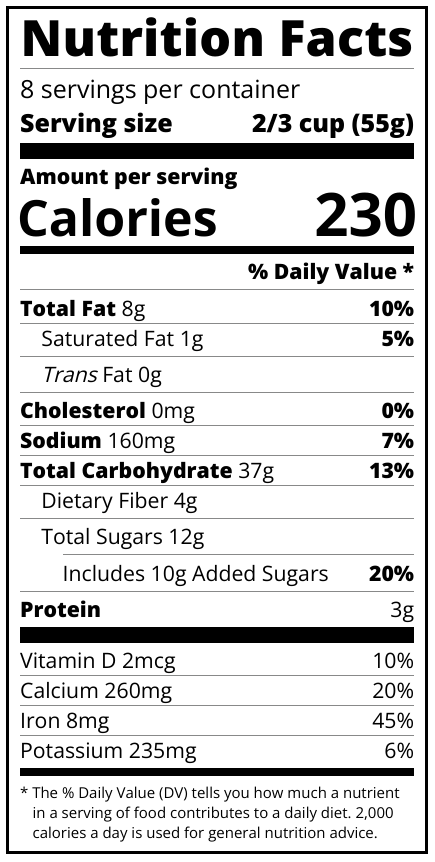 Nutrition Facts
8 servings per container
Serving size 2/3 cup (55g)
Amount per serving
Calories 230
% Daily Value *
Total Fat 8g 10%
Saturated Fat 1g 5%
Trans Fat 0g
Cholesterol 0mg 0%
Sodium 160mg 7%
Total Carbohydrate 37g 13%
Dietary Fiber 4g
Total Sugars 12g
Includes 10g Added Sugars 20%
Protein 3g
Vitamin D 2mcg 10%
Calcium 260mg 20%
Iron 8mg 45%
Potassium 235mg 6%
* The % Daily Value (DV) tells you how much a nutrient
in a serving of food contributes to a daily diet. 2,000
calories a day is used for general nutrition advice.